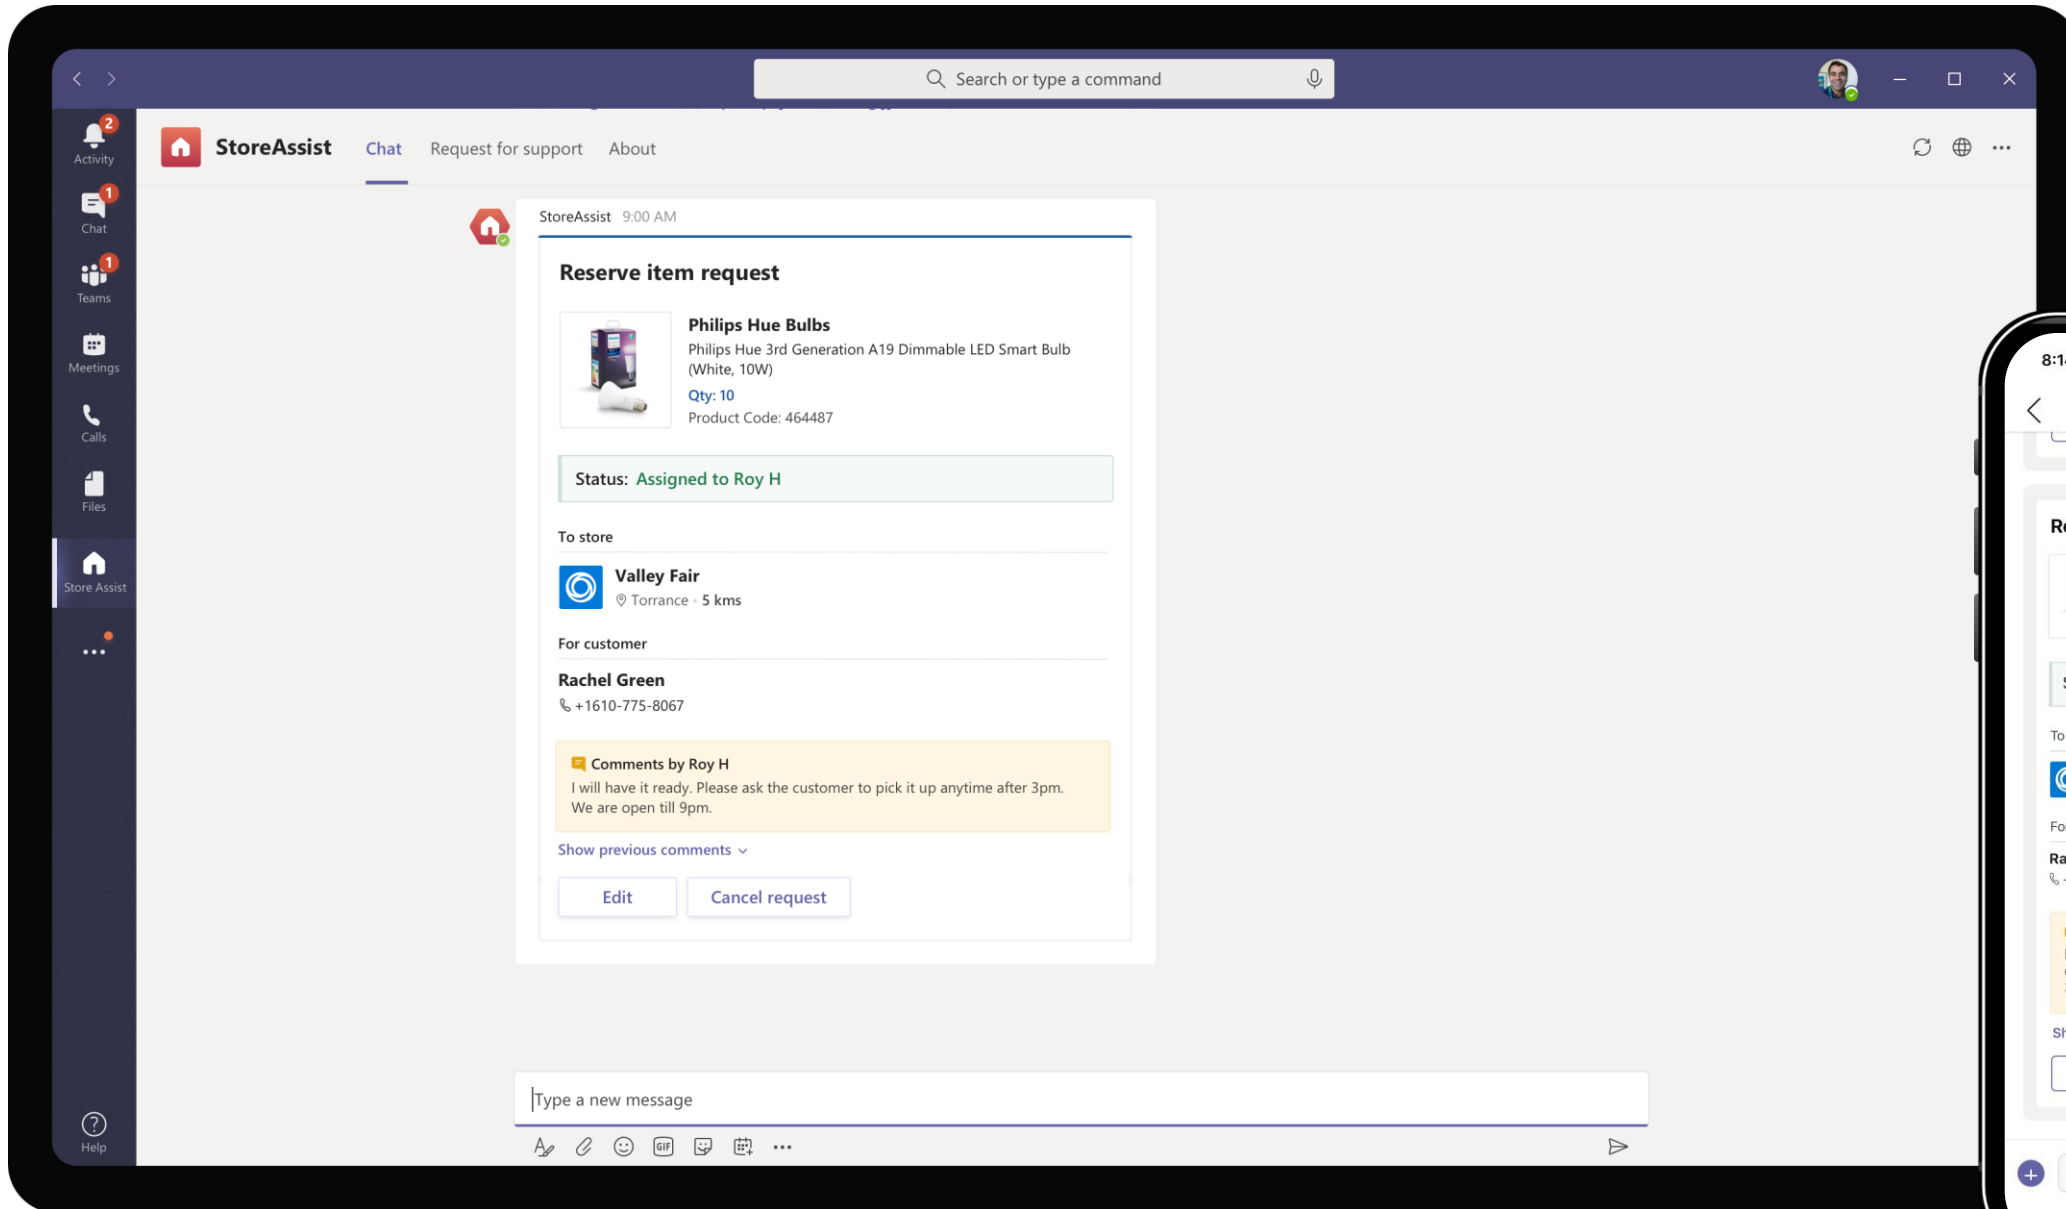 Search or type a command
2
Activity
1
Chat
1
Teams
Meetings
Calls
Files
Store Assist
Help
StoreAssist
Chat
Request for support
About
StoreAssist 9:00 AM
Reserve item request
Philips Hue Bulbs
Philips Hue 3rd Generation A19 Dimmable LED Smart Bulb
(White, 10W)
Qty: 10
Product Code: 464487
Status: Assigned to Roy H
To store
Valley Fair
Torrance • 5 kms
For customer
Rachel Green
+1610-775-8067
Comments by Roy H
I will have it ready. Please ask the customer to pick it up anytime after 3pm.
We are open till 9pm.
Show previous comments
Edit
Cancel request
Type a new message
GIF
To